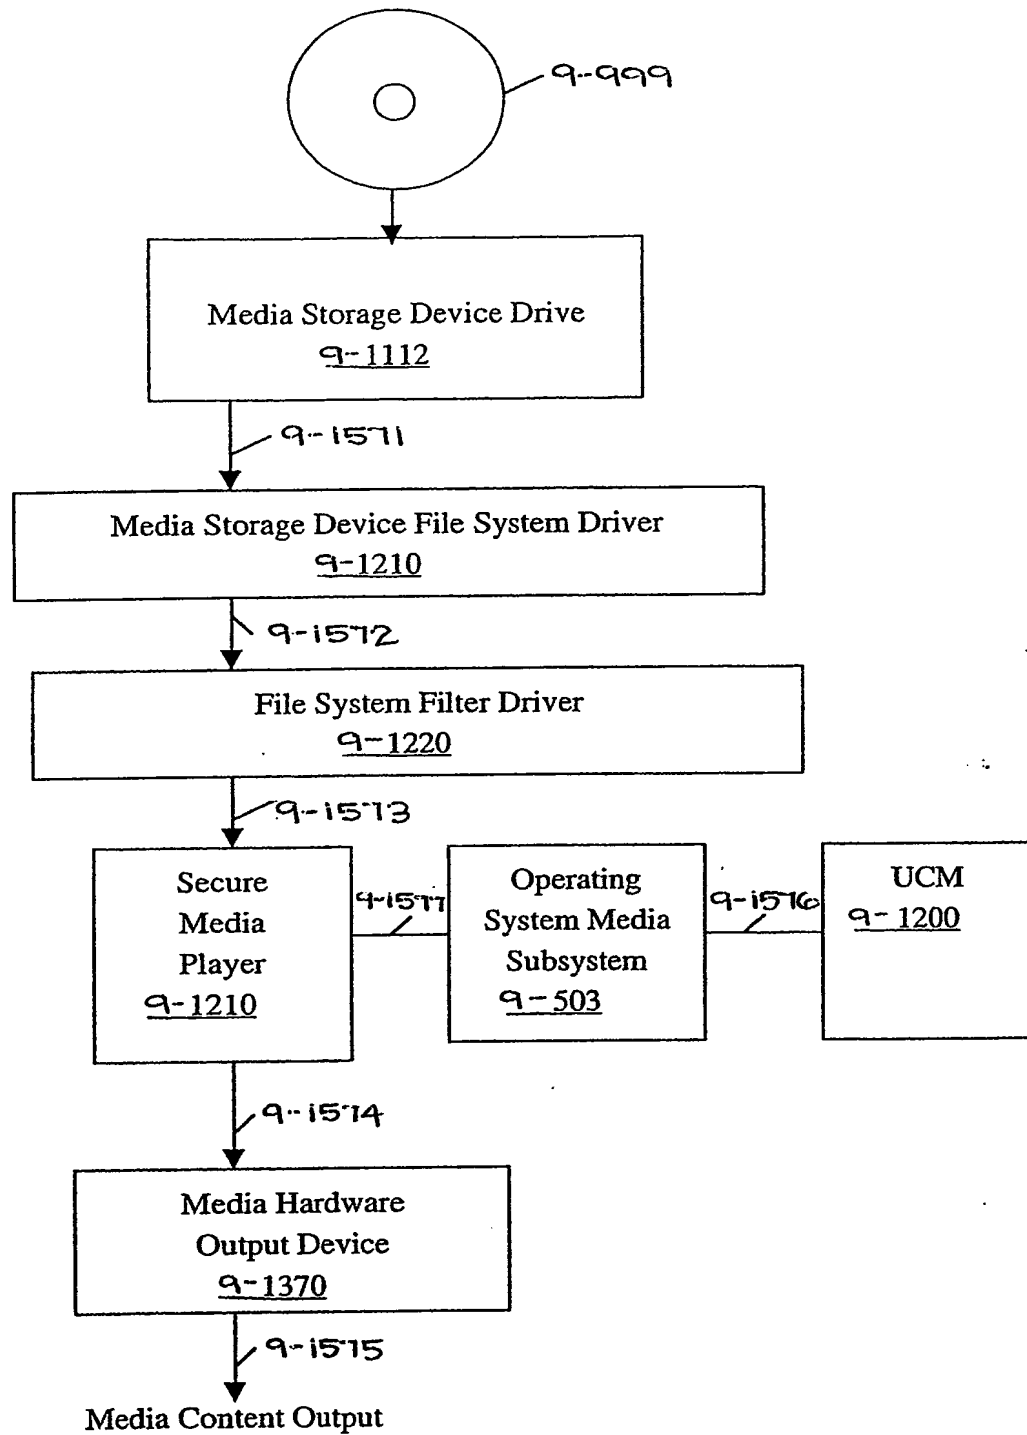 9-999
Media Storage Device Drive
9-1112
9-1571
Media Storage Device File System Driver
9-1210
9-1572
File System Filter Driver
9-1220
9-1573
Secure
Media
Player
9-1210
9-1577
Operating
System Media
Subsystem
9-503
9-1576
UCM
9-1200
9-1574
Media Hardware
Output Device
9-1370
9-1575
Media Content Output